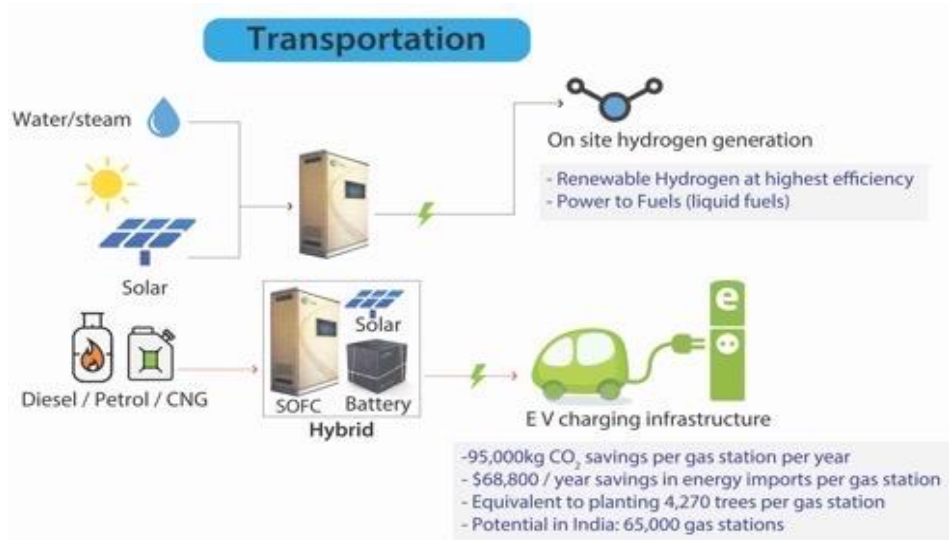 Transportation
Water/steam
Solar
On site hydrogen generation
- Renewable Hydrogen at highest efficiency
- Power to Fuels (liquid fuels)
Diesel / Petrol / CNG
Solar
SOFC
Battery
Hybrid
e
E V charging infrastructure
-95,000kg CO₂ savings per gas station per year
- $68,800 / year savings in energy imports per gas station
- Equivalent to planting 4,270 trees per gas station
- Potential in India: 65,000 gas stations